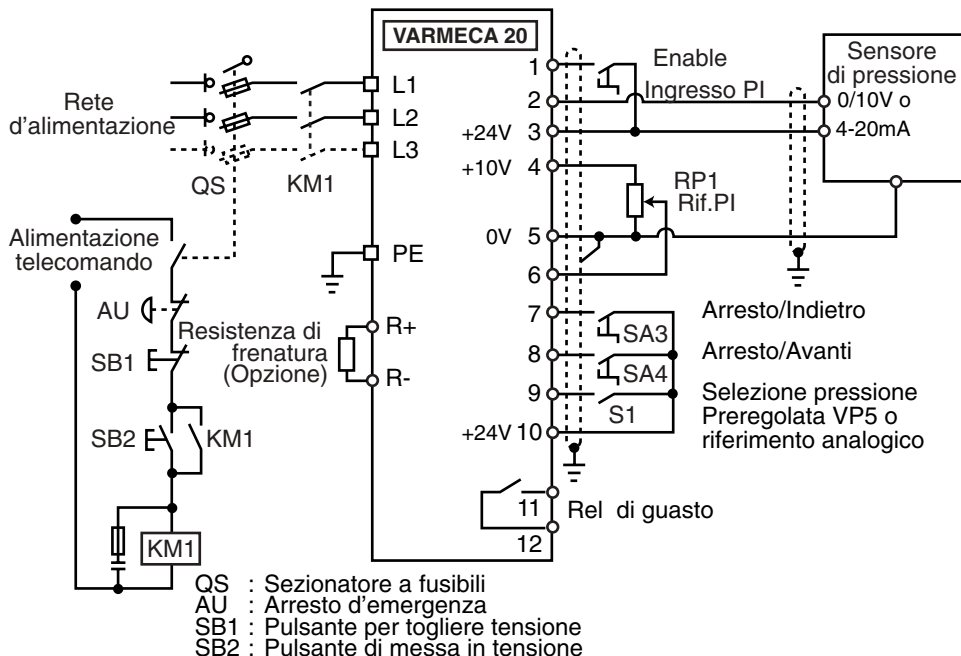 VARMECA 20
Rete
d'alimentazione
QS
KM1
L1
L2
L3
PE
R+
R-
Alimentazione
telecomando
AU
SB1
SB2
KM1
KM1
Resistenza di
frenatura
(Opzione)
1
2
+24V 3
+10V 4
0V 5
6
7
8
9
+24V 10
11
12
Enable
Ingresso PI
RP1
Rif.PI
Sensore
di pressione
0/10V o
4-20mA
SA3
SA4
S1
Arresto/Indietro
Arresto/Avanti
Selezione pressione
Preregolata VP5 o
riferimento analogico
Rel di guasto
QS : Sezionatore a fusibili
AU : Arresto d'emergenza
SB1 : Pulsante per togliere tensione
SB2 : Pulsante di messa in tensione